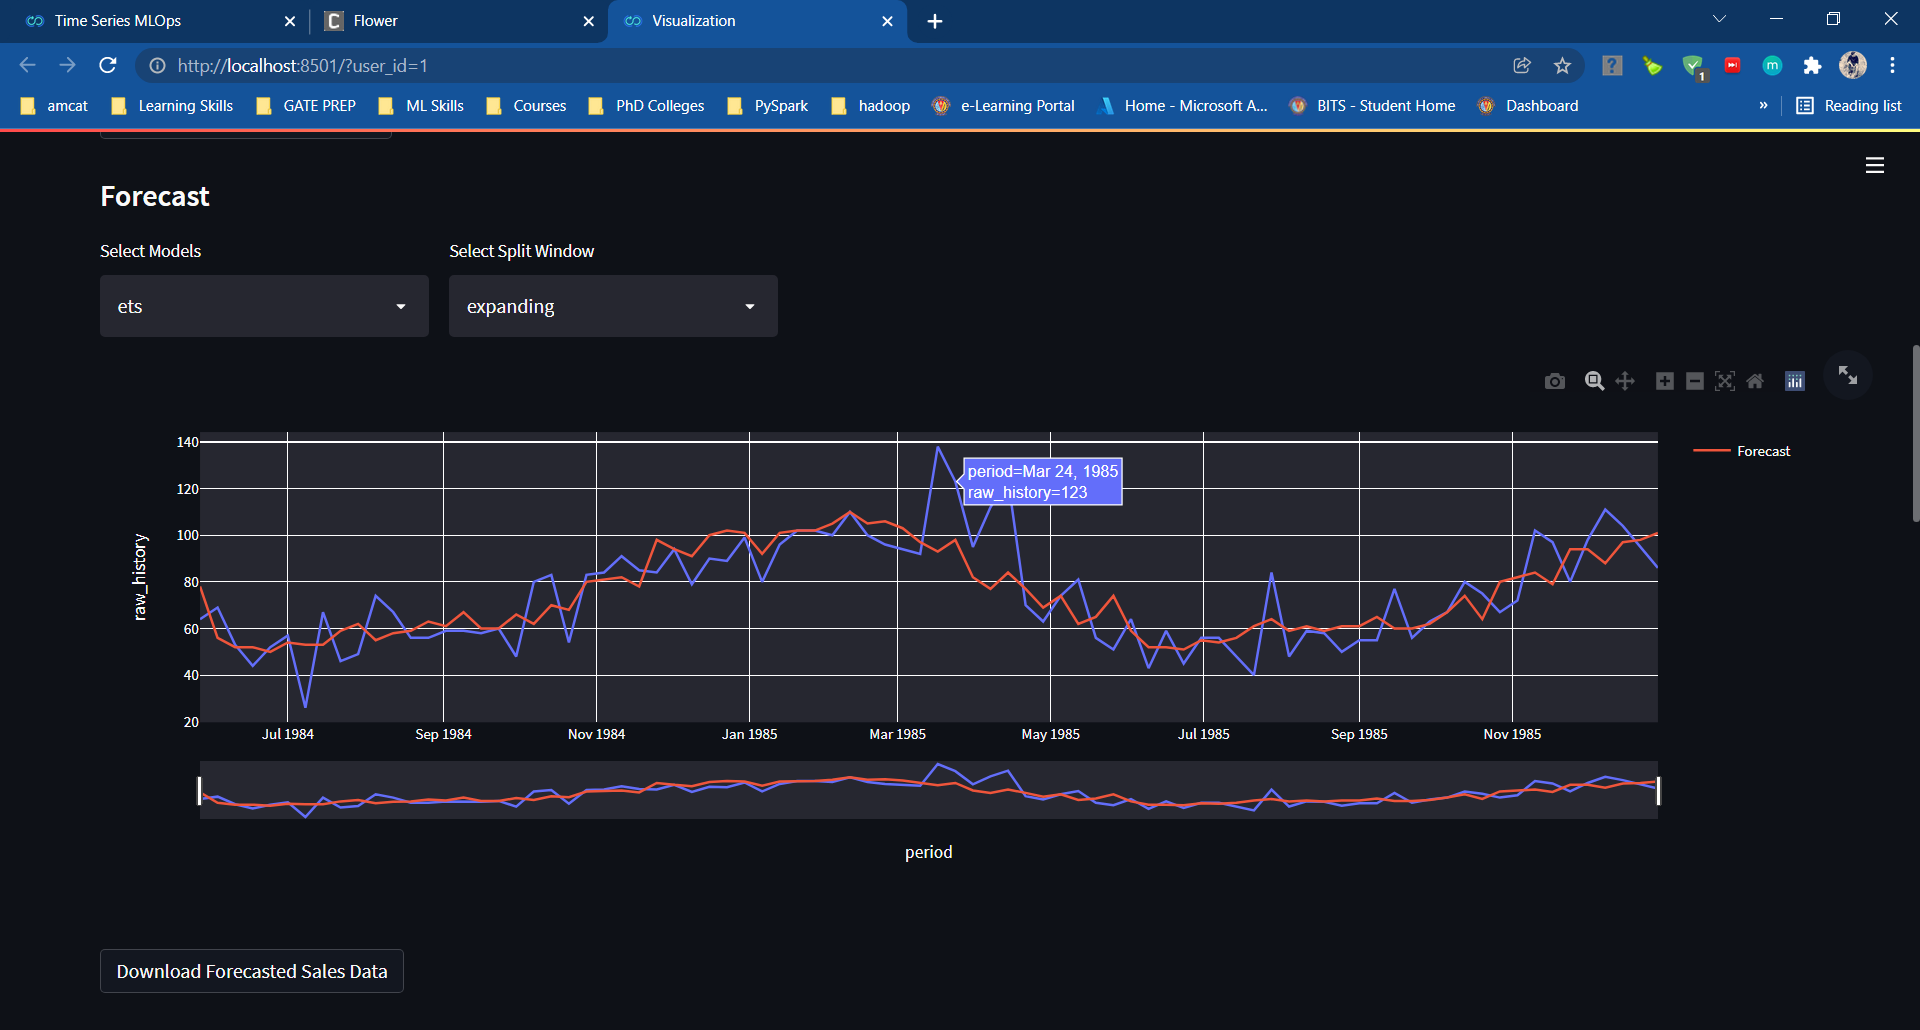 Time Series MLOps
Flower
Visualization
http://localhost:8501/?user_id=1
1
m
amcat
Learning Skills
GATE PREP
ML Skills
Courses
PhD Colleges
PySpark
hadoop
e-Learning Portal
Home - Microsoft A...
BITS - Student Home
Dashboard
»
Reading list
Forecast
Select Models
Select Split Window
ets
expanding
140
120
100
80
60
40
20
raw_history
period=Mar 24, 1985
raw_history=123
Forecast
Jul 1984
Sep 1984
Nov 1984
Jan 1985
Mar 1985
May 1985
Jul 1985
Sep 1985
Nov 1985
period
Download Forecasted Sales Data